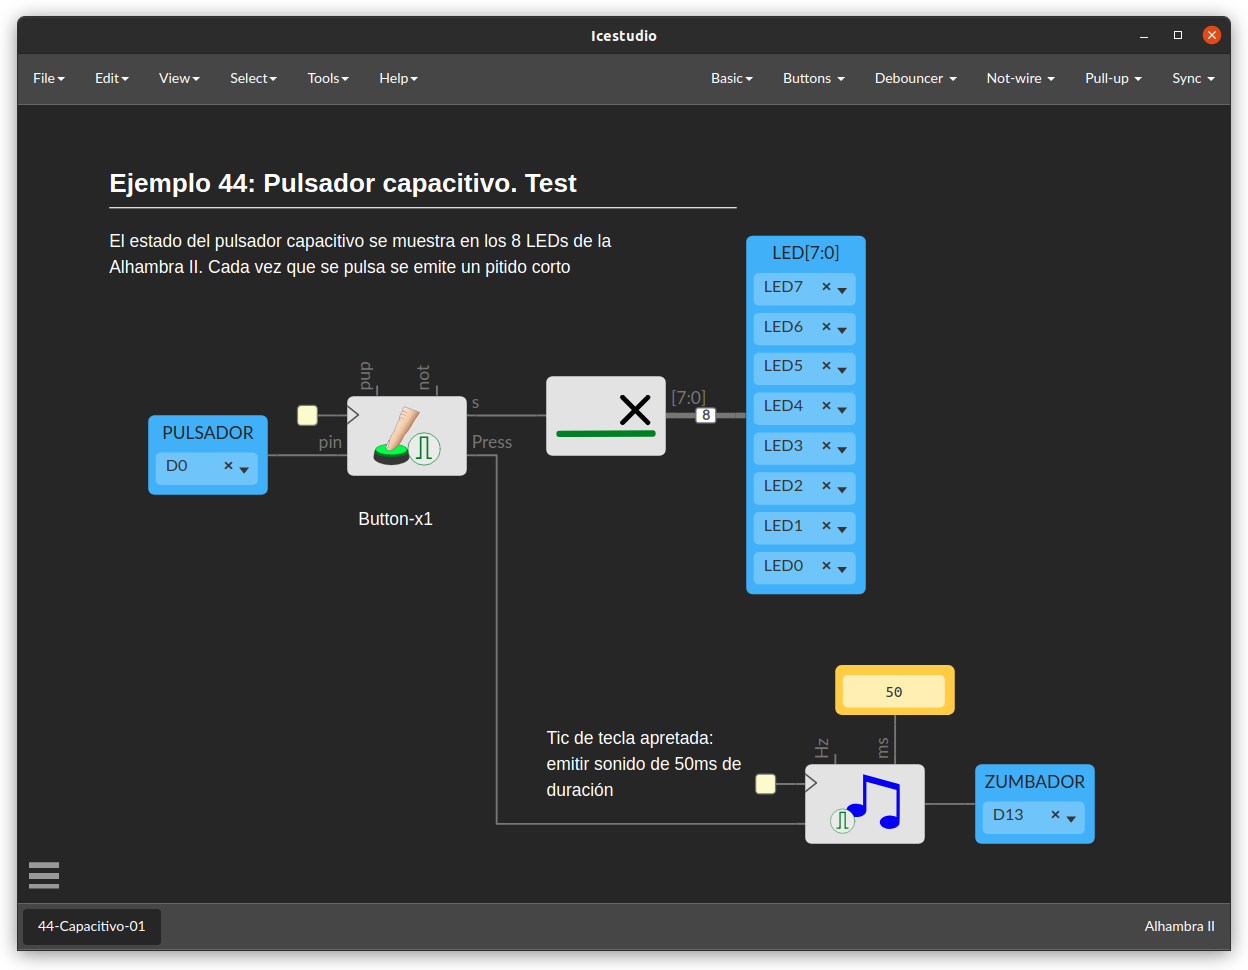 Icestudio
File Edit View Select Tools Help Basic Buttons Debouncer Not-wire Pull-up Sync
Ejemplo 44: Pulsador capacitivo. Test
El estado del pulsador capacitivo se muestra en los 8 LEDs de la
Alhambra II. Cada vez que se pulsa se emite un pitido corto
LED[7:0]
LED7
LED6
LED5
LED4
LED3
LED2
LED1
LED0
pup
not
s
[7:0]
8
PULSADOR
D0
pin
Press
Button-x1
50
Tic de tecla apretada:
emitir sonido de 50ms de
duración
Hz
ms
ZUMBADOR
D13
44-Capacitivo-01
Alhambra II